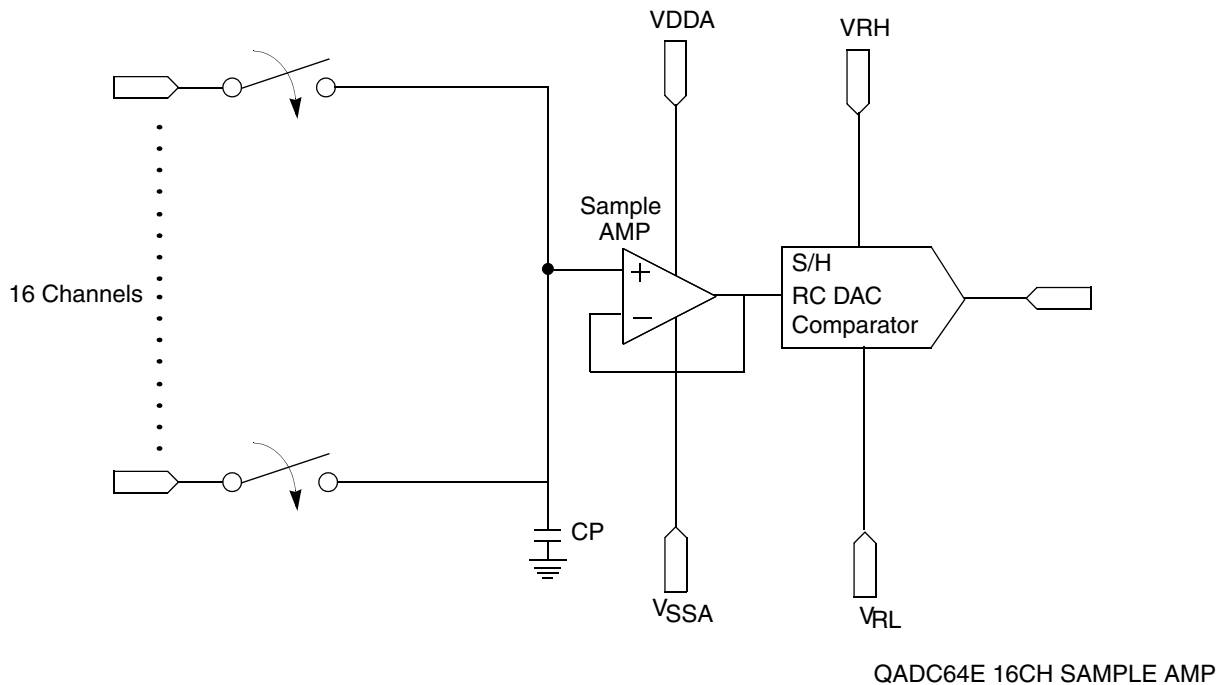 VDDA
VRH
Sample
AMP
+
−
S/H
RC DAC
Comparator
16 Channels
CP
VSSA
VRL
QADC64E 16CH SAMPLE AMP